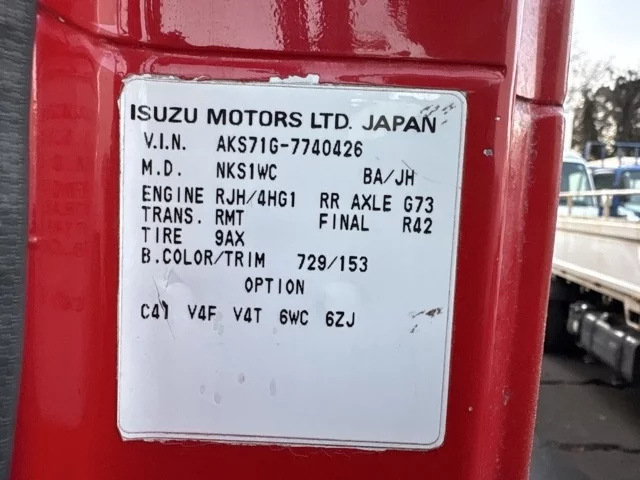 ISUZU MOTORS LTD. JAPAN
V.I.N. AKS71G-7740426
M.D. NKS1WC BA/JH
ENGINE RJH/4HG1 RR AXLE G73
TRANS. RMT FINAL R42
TIRE 9AX
B.COLOR/TRIM 729/153
OPTION
C41 V4F V4T 6WC 6ZJ